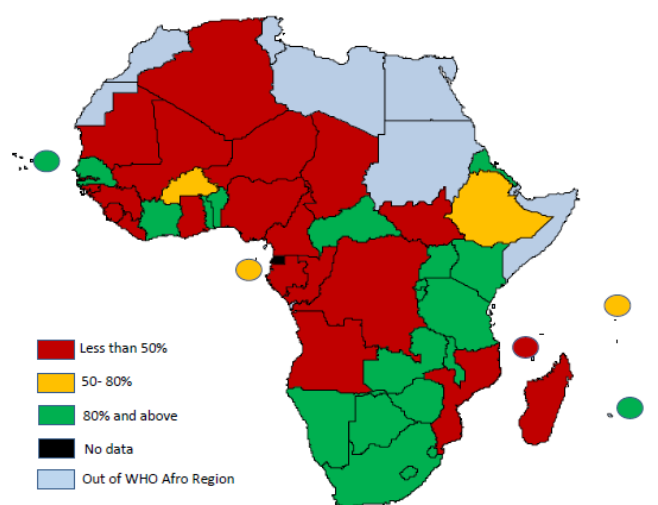 Less than 50%
50- 80%
80% and above
No data
Out of WHO Afro Region